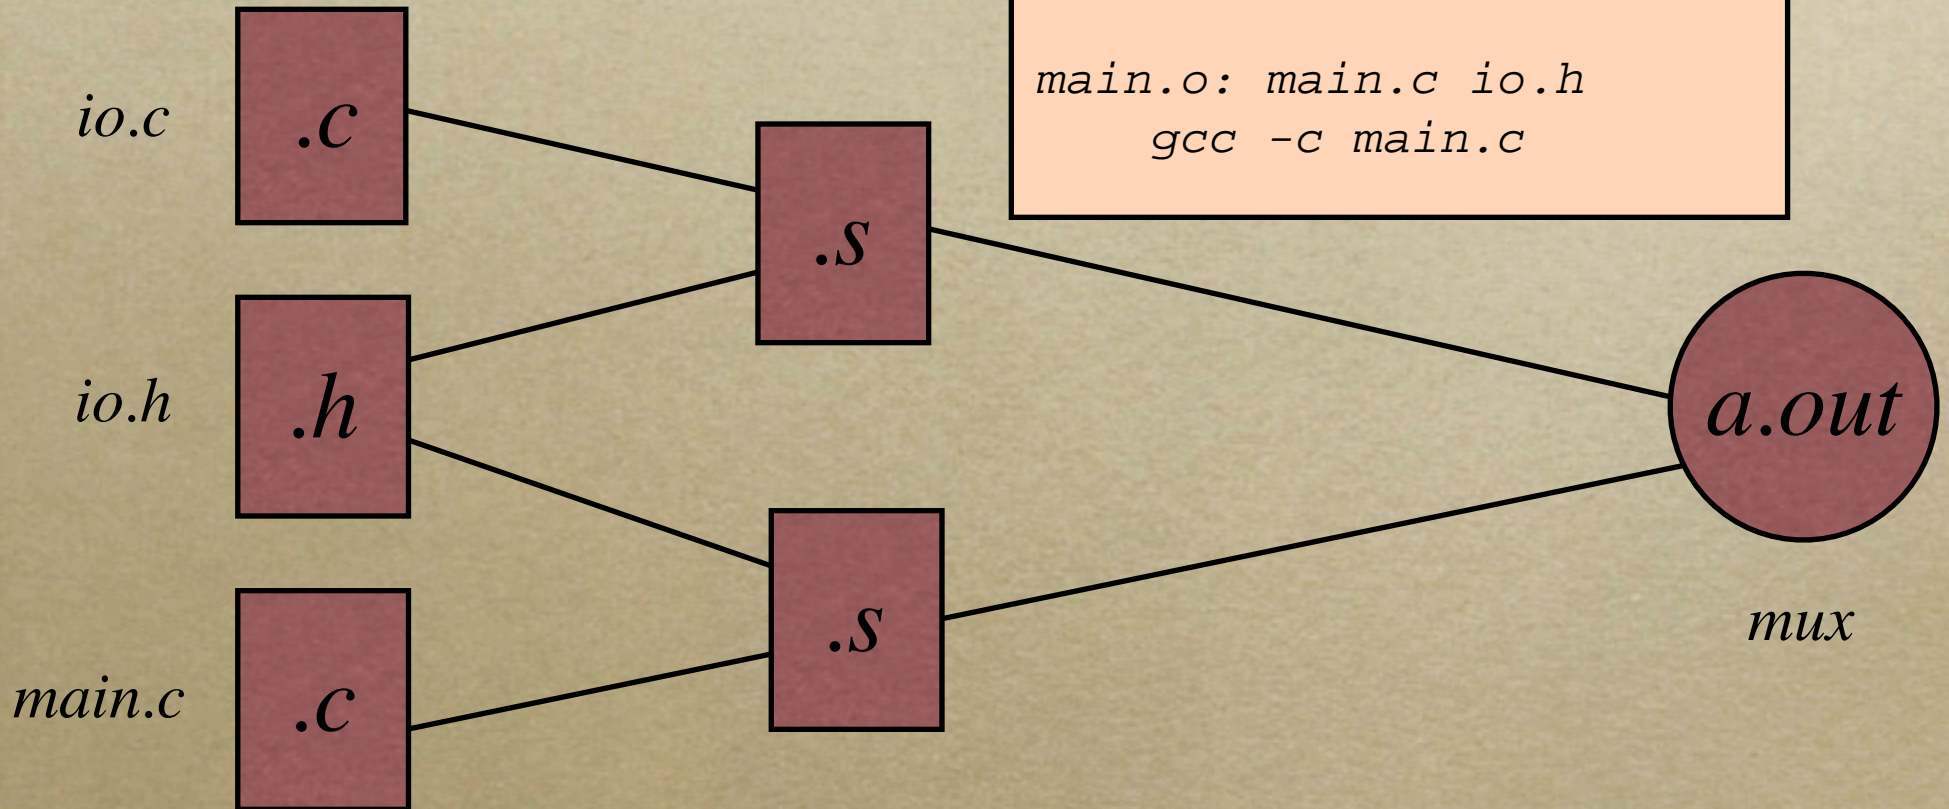 main.o: main.c io.h
gcc -c main.c
io.c
.c
.s
io.h
.h
a.out
mux
.s
main.c
.c